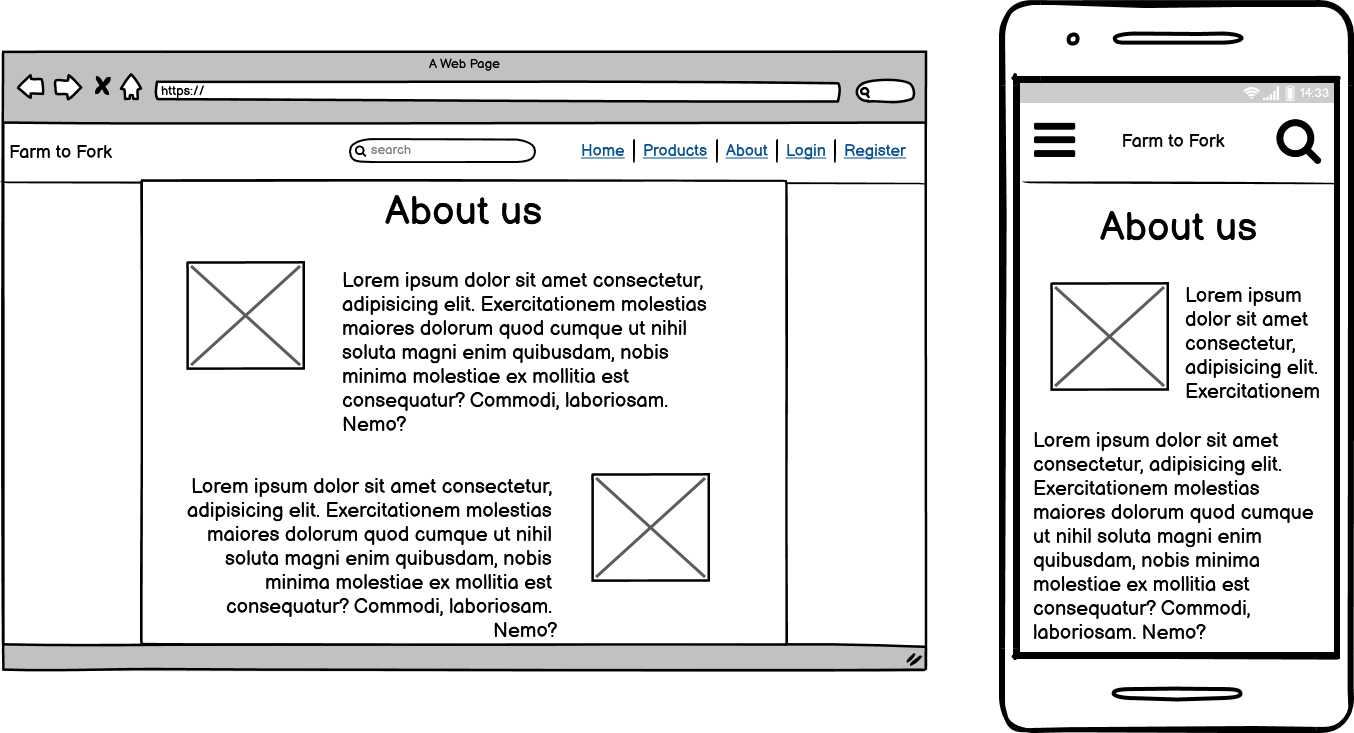 A Web Page
https://
Farm to Fork
search
Home
Products
About
Login
Register
About us
Lorem ipsum dolor sit amet consectetur,
adipisicing elit. Exercitationem molestias
maiores dolorum quod cumque ut nihil
soluta magni enim quibusdam, nobis
minima molestiae ex mollitia est
consequatur? Commodi, laboriosam.
Nemo?
Lorem ipsum dolor sit amet consectetur,
adipisicing elit. Exercitationem molestias
maiores dolorum quod cumque ut nihil
soluta magni enim quibusdam, nobis
minima molestiae ex mollitia est
consequatur? Commodi, laboriosam.
Nemo?
14:33
Farm to Fork
About us
Lorem ipsum
dolor sit amet
consectetur,
adipisicing elit.
Exercitationem
Lorem ipsum dolor sit amet
consectetur, adipisicing elit.
Exercitationem molestias
maiores dolorum quod cumque
ut nihil soluta magni enim
quibusdam, nobis minima
molestiae ex mollitia est
consequatur? Commodi,
laboriosam. Nemo?